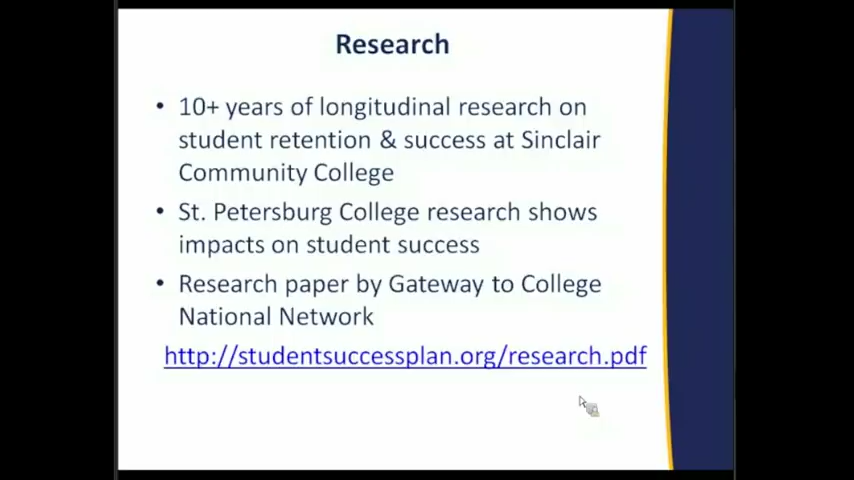 Research
• 10+ years of longitudinal research on
student retention & success at Sinclair
Community College
• St. Petersburg College research shows
impacts on student success
• Research paper by Gateway to College
National Network
http://studentsuccessplan.org/research.pdf